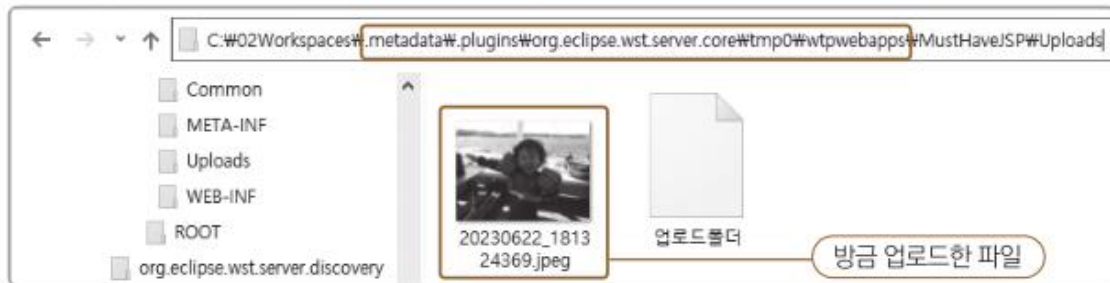 C:₩02Workspaces₩.metadata₩.plugins₩org.eclipse.wst.server.core₩tmp0₩wtpwebapps₩MustHaveJSP₩Uploads
Common
META-INF
Uploads
WEB-INF
ROOT
org.eclipse.wst.server.discovery
20230622_1813
24369.jpeg
업로드폴더
방금 업로드한 파일